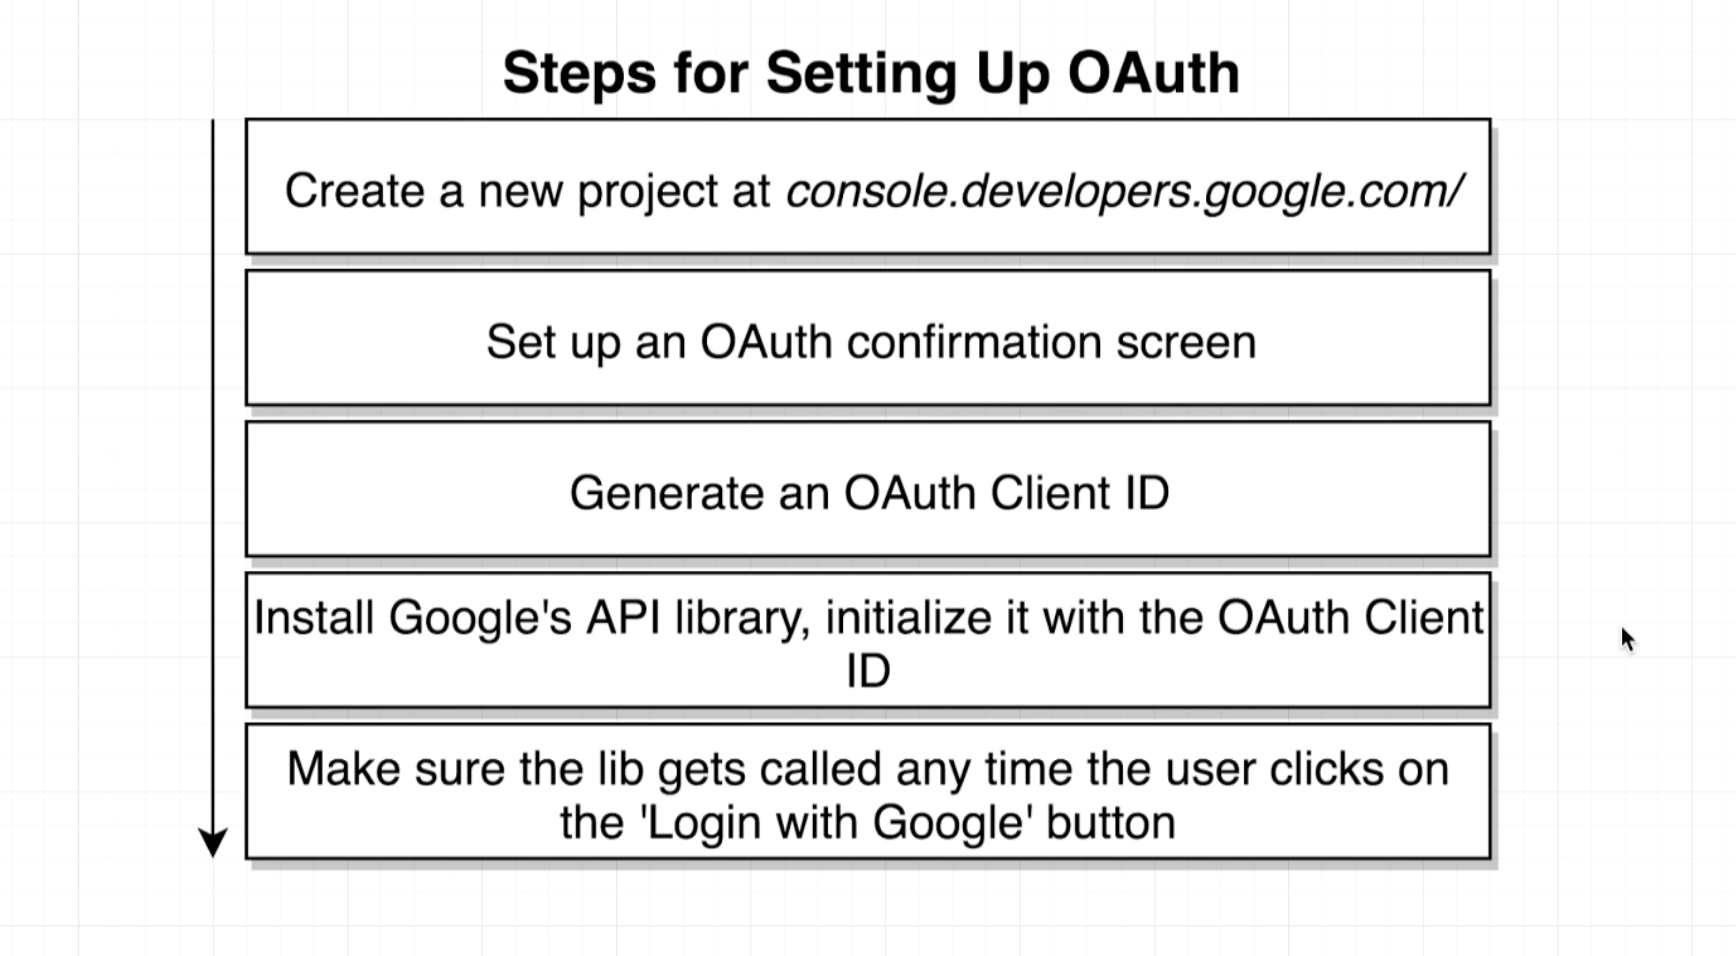 Steps for Setting Up OAuth
Create a new project at console.developers.google.com/
Set up an OAuth confirmation screen
Generate an OAuth Client ID
Install Google's API library, initialize it with the OAuth Client
ID
Make sure the lib gets called any time the user clicks on
the 'Login with Google' button